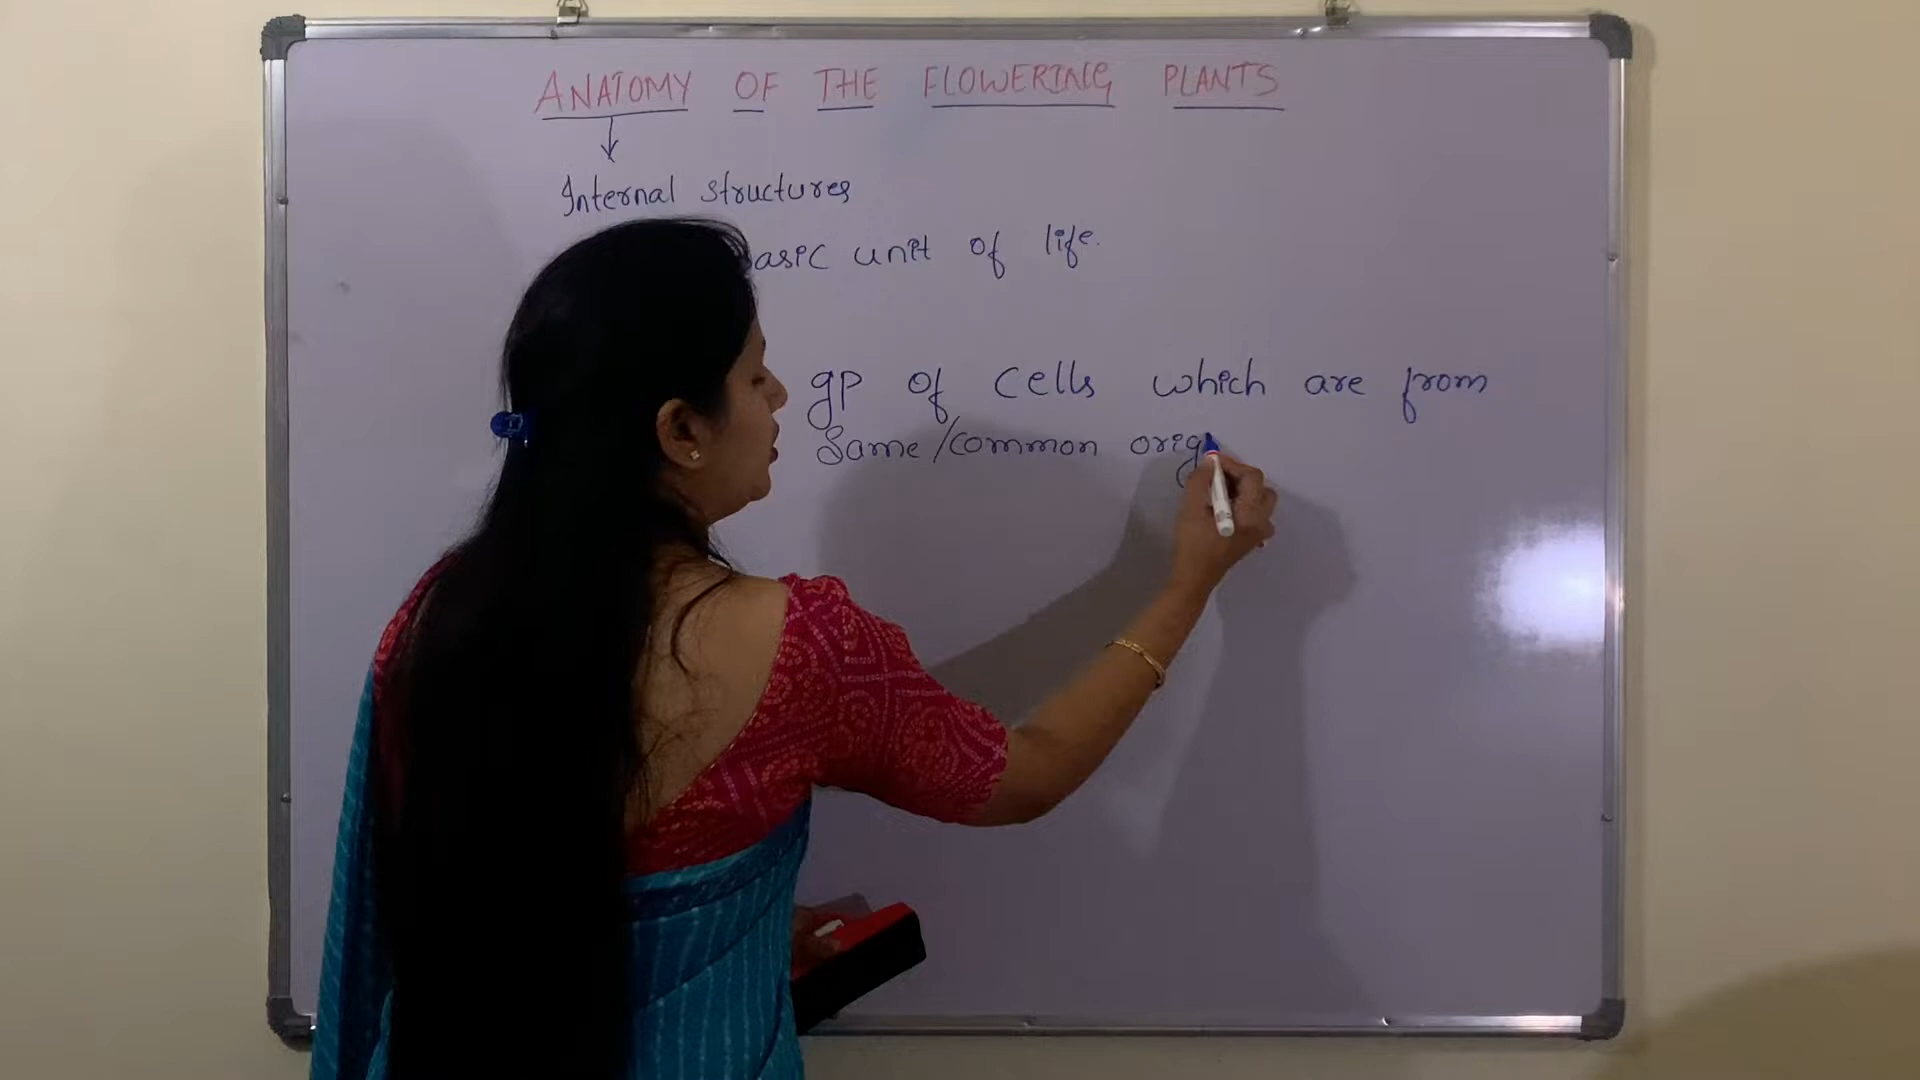 ANATOMY OF THE FLOWERING PLANTS
Internal structures
basic unit of life.
gp of cells which are from
Same/common orig